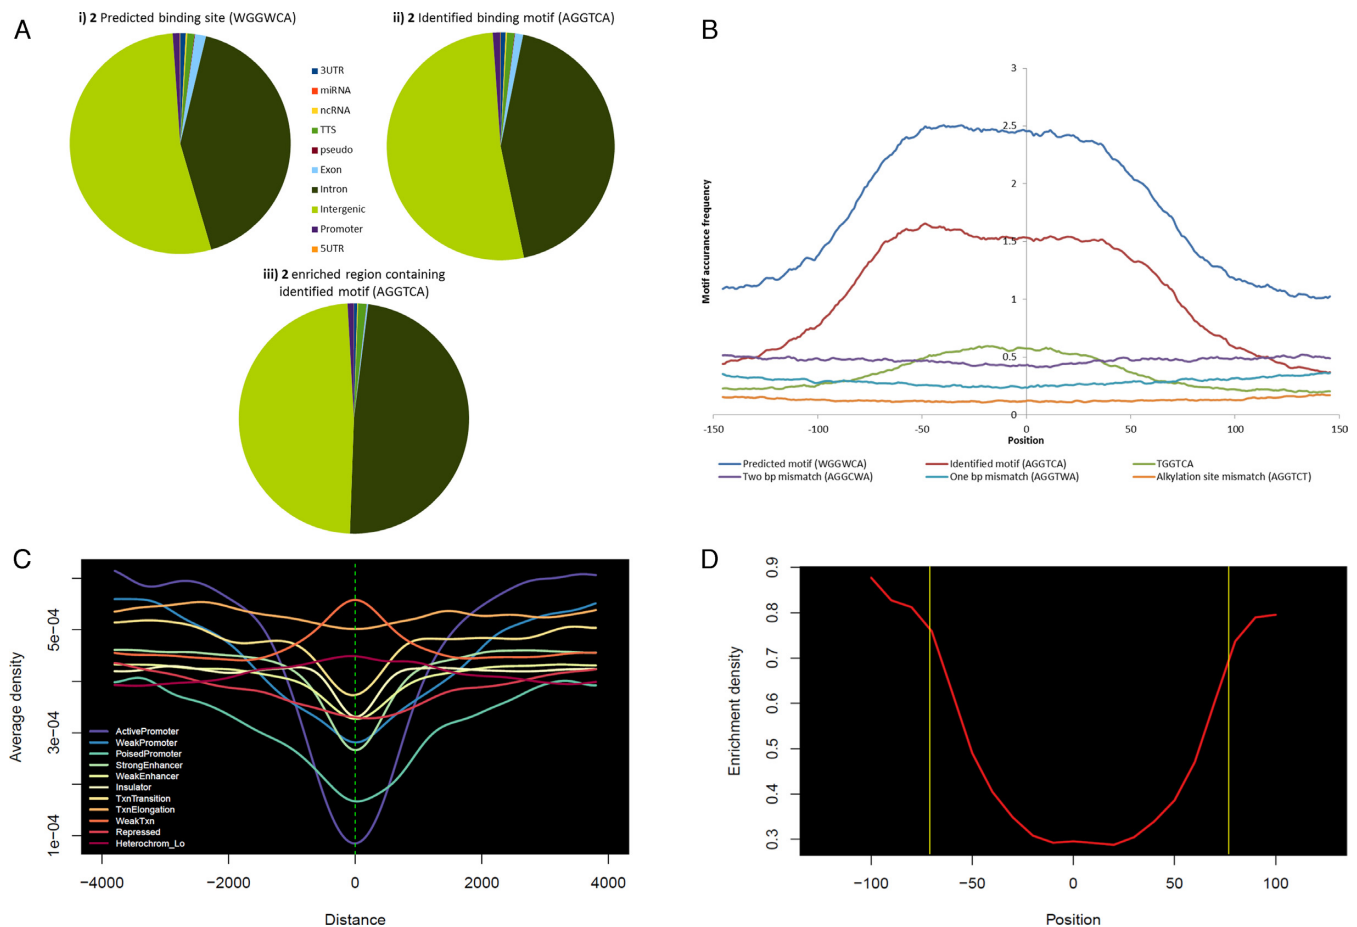 A
i) 2 Predicted binding site (WGGWCA)
ii) 2 Identified binding motif (AGGTCA)
3UTR
miRNA
ncRNA
TTS
pseudo
Exon
Intron
Intergenic
Promoter
5UTR
iii) 2 enriched region containing
identified motif (AGGTCA)
B
Motif accurance frequency
3
2.5
2
1.5
1
0.5
0
-150 -100 -50 0 50 100 150
Position
Predicted motif (WGGWCA) Identified motif (AGGTCA) TGGTCA
Two bp mismatch (AGGCWA) One bp mismatch (AGGTWA) Alkylation site mismatch (AGGTCT)
C
Average density
5e−04
3e−04
1e−04
ActivePromoter
WeakPromoter
PoisedPromoter
StrongEnhancer
WeakEnhancer
Insulator
TxnTransition
TxnElongation
WeakTxn
Repressed
Heterochrom_Lo
−4000 −2000 0 2000 4000
Distance
D
Enrichment density
0.9
0.8
0.7
0.6
0.5
0.4
0.3
−100 −50 0 50 100
Position